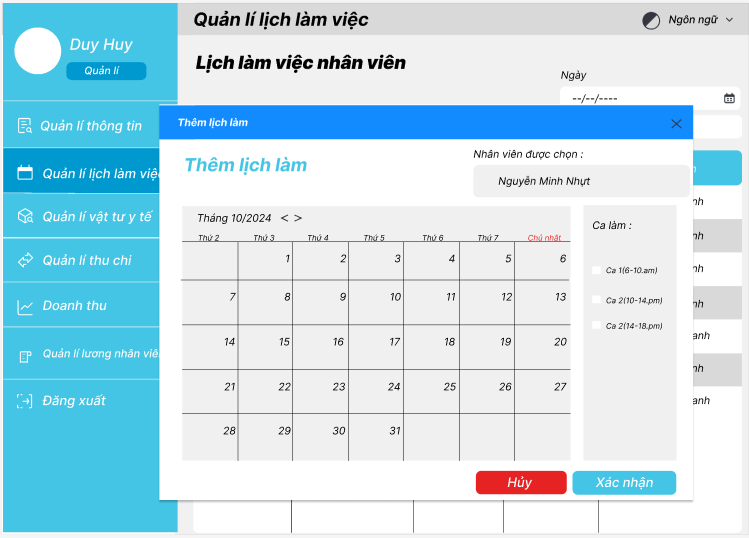 Duy Huy
Quản lí
Quản lí thông tin
Quản lí lịch làm việ
Quản lí vật tư y tế
Quản lí thu chi
Doanh thu
Quản lí lương nhân viê
Đăng xuất
Quản lí lịch làm việc
Ngôn ngữ
Lịch làm việc nhân viên
Ngày
--/--/----
Thêm lịch làm
Thêm lịch làm
Nhân viên được chọn :
Nguyễn Minh Nhựt
Tháng 10/2024 < >
Thứ 2 Thứ 3 Thứ 4 Thứ 5 Thứ 6 Thứ 7 Chủ nhật
1 2 3 4 5 6
7 8 9 10 11 12 13
14 15 16 17 18 19 20
21 22 23 24 25 26 27
28 29 30 31
Ca làm :
Ca 1(6-10.am)
Ca 2(10-14.pm)
Ca 2(14-18.pm)
Hủy
Xác nhận
nh
nh
nh
nh
anh
nh
anh